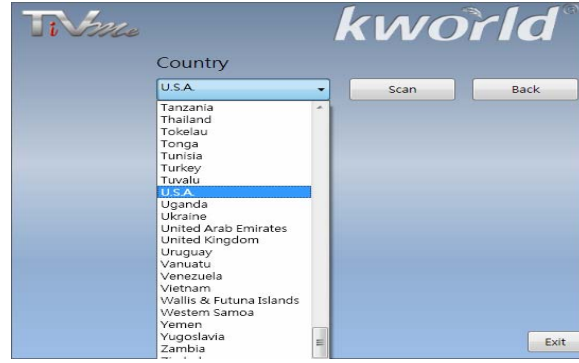 TiVme
kworld®
Country
U.S.A.
Scan
Back
Tanzania
Thailand
Tokelau
Tonga
Tunisia
Turkey
Tuvalu
U.S.A.
Uganda
Ukraine
United Arab Emirates
United Kingdom
Uruguay
Vanuatu
Venezuela
Vietnam
Wallis & Futuna Islands
Western Samoa
Yemen
Yugoslavia
Zambia
Exit